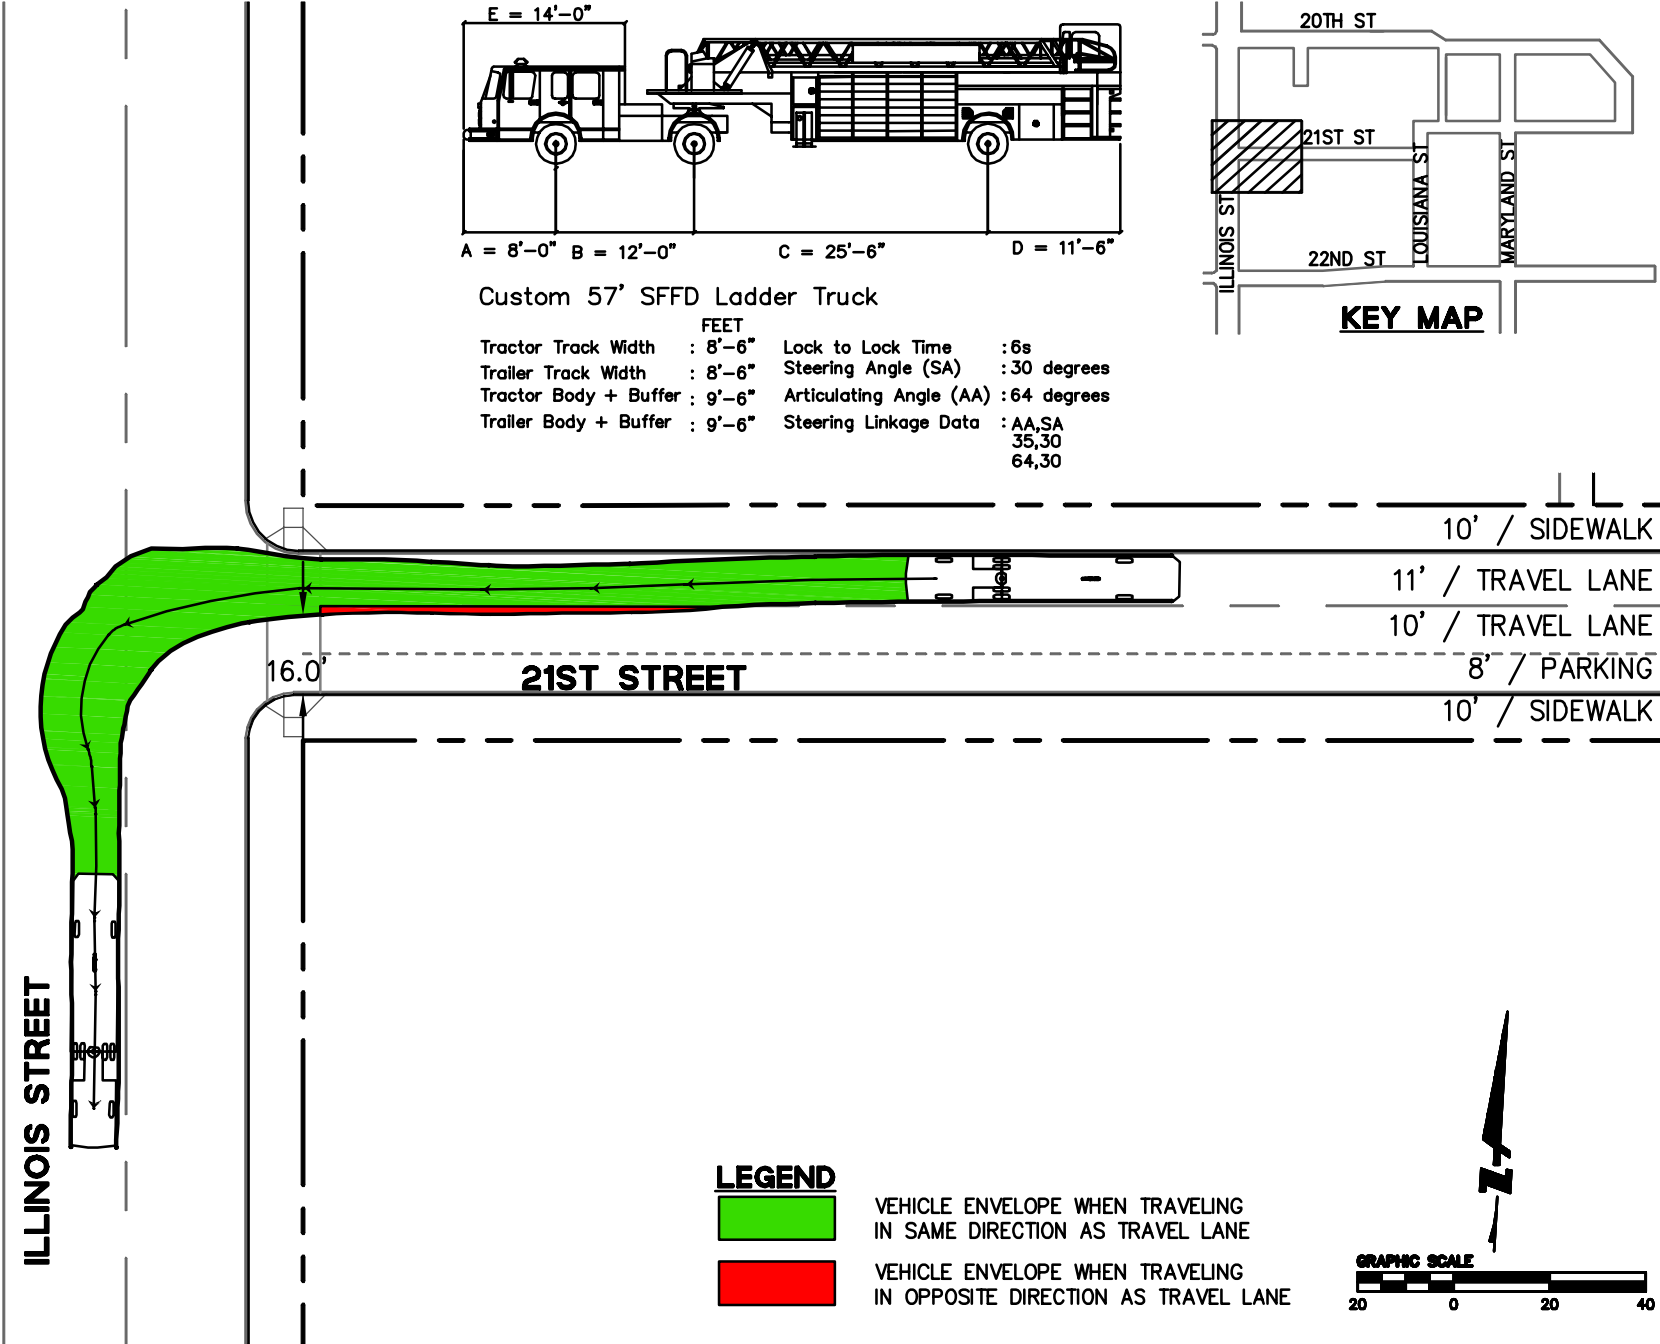 E = 14'-0"
A = 8'-0"
B = 12'-0"
C = 25'-6"
D = 11'-6"
Custom 57' SFFD Ladder Truck
FEET
Tractor Track Width : 8'-6"
Trailer Track Width : 8'-6"
Tractor Body + Buffer : 9'-6"
Trailer Body + Buffer : 9'-6"
Lock to Lock Time : 6s
Steering Angle (SA) : 30 degrees
Articulating Angle (AA) : 64 degrees
Steering Linkage Data : AA,SA
35,30
64,30
20TH ST
21ST ST
22ND ST
ILLINOIS ST
LOUISIANA ST
MARYLAND ST
KEY MAP
10' / SIDEWALK
11' / TRAVEL LANE
10' / TRAVEL LANE
8' / PARKING
10' / SIDEWALK
16.0'
21ST STREET
ILLINOIS STREET
LEGEND
VEHICLE ENVELOPE WHEN TRAVELING
IN SAME DIRECTION AS TRAVEL LANE
VEHICLE ENVELOPE WHEN TRAVELING
IN OPPOSITE DIRECTION AS TRAVEL LANE
Z
GRAPHIC SCALE
20 0 20 40